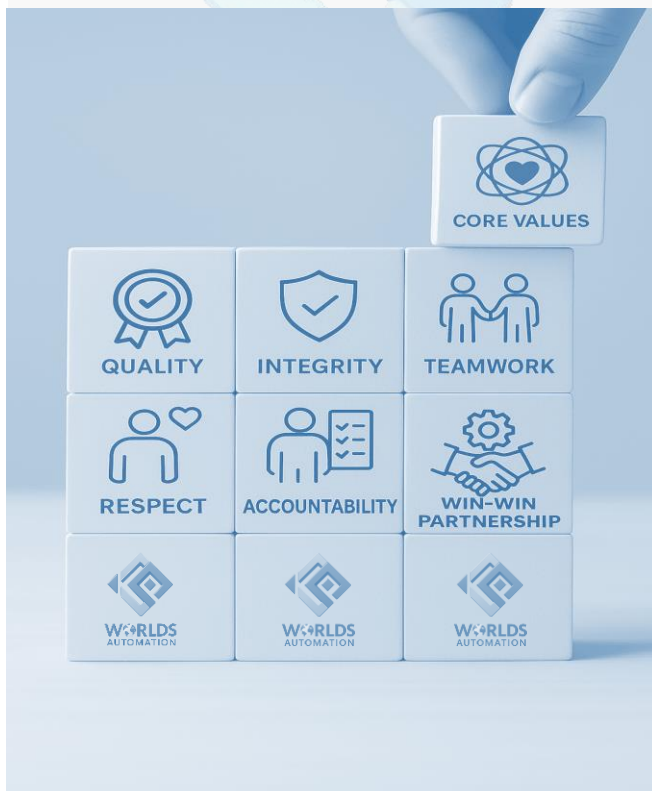 CORE VALUES
QUALITY
INTEGRITY
TEAMWORK
RESPECT
ACCOUNTABILITY
WIN-WIN
PARTNERSHIP
WORLDS
AUTOMATION
WORLDS
AUTOMATION
WORLDS
AUTOMATION